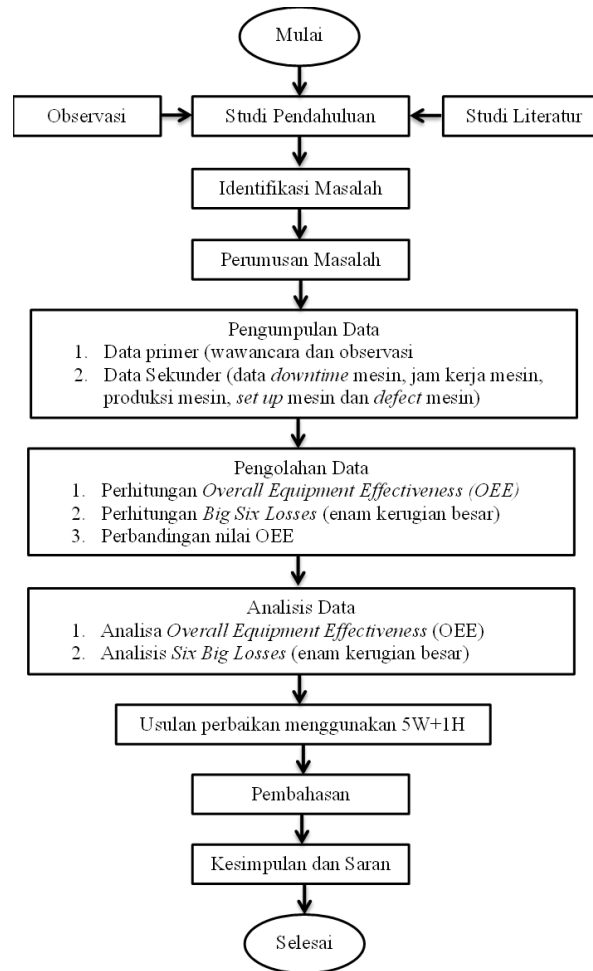 Mulai
Observasi
Studi Pendahuluan
Studi Literatur
Identifikasi Masalah
Perumusan Masalah
Pengumpulan Data
1. Data primer (wawancara dan observasi
2. Data Sekunder (data downtime mesin, jam kerja mesin,
produksi mesin, set up mesin dan defect mesin)
Pengolahan Data
1. Perhitungan Overall Equipment Effectiveness (OEE)
2. Perhitungan Big Six Losses (enam kerugian besar)
3. Perbandingan nilai OEE
Analisis Data
1. Analisa Overall Equipment Effectiveness (OEE)
2. Analisis Six Big Losses (enam kerugian besar)
Usulan perbaikan menggunakan 5W+1H
Pembahasan
Kesimpulan dan Saran
Selesai